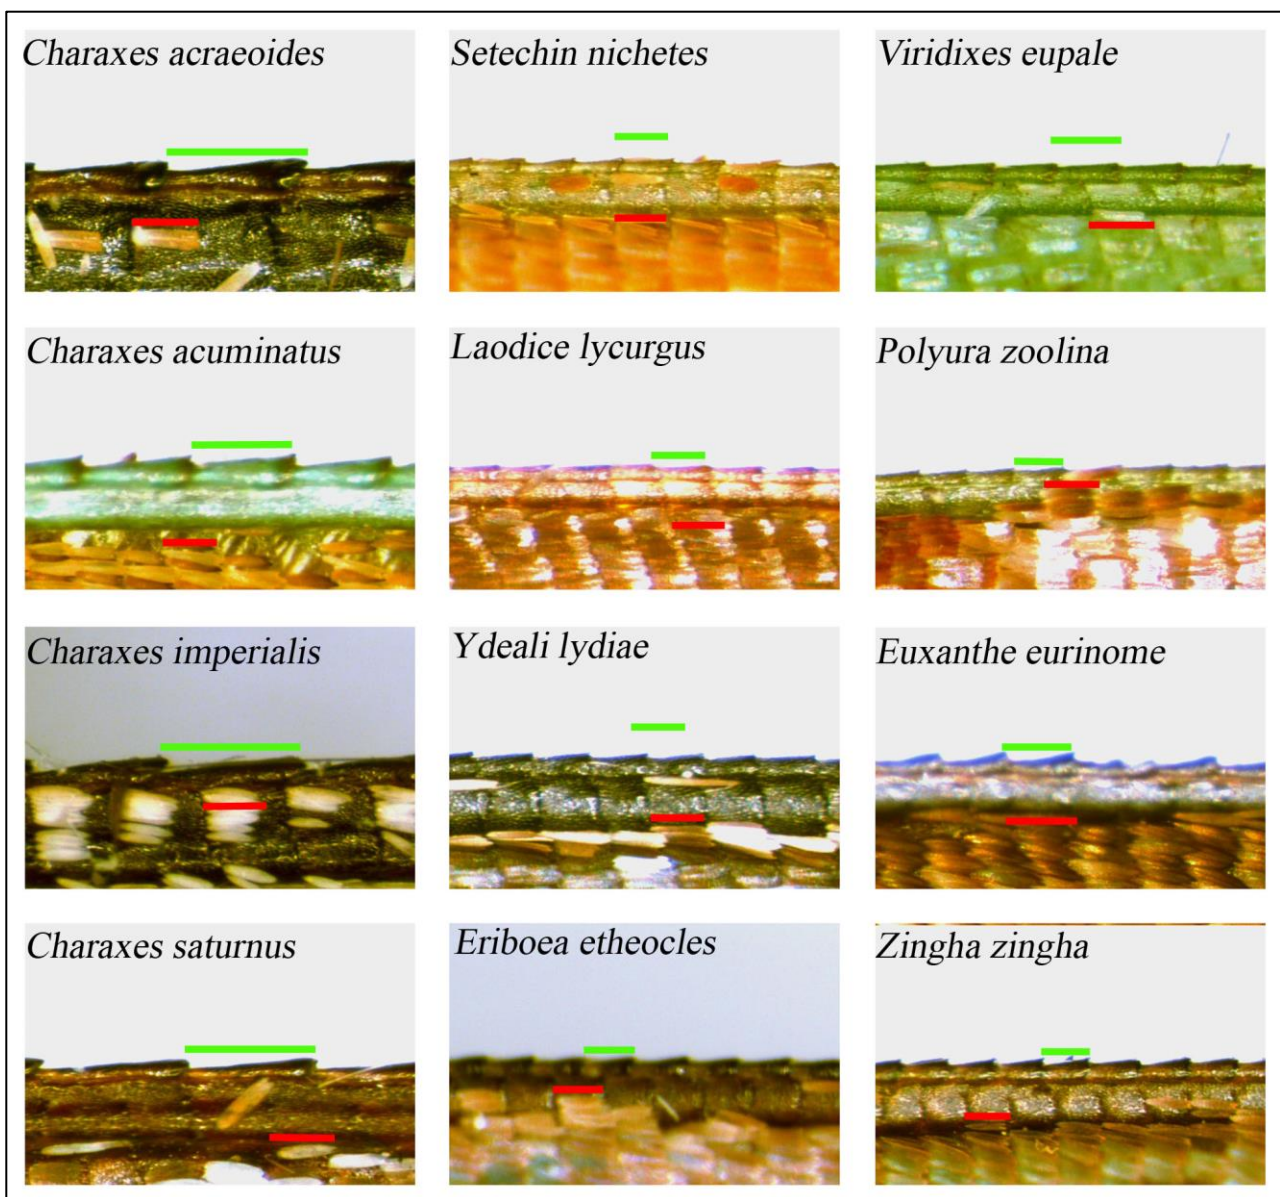 Charaxes acraeoides
Setechin nichetes
Viridixes eupale
Charaxes acuminatus
Laodice lycurgus
Polyura zoolina
Charaxes imperialis
Ydeali lydiae
Euxanthe eurinome
Charaxes saturnus
Eriboea etheocles
Zingha zingha